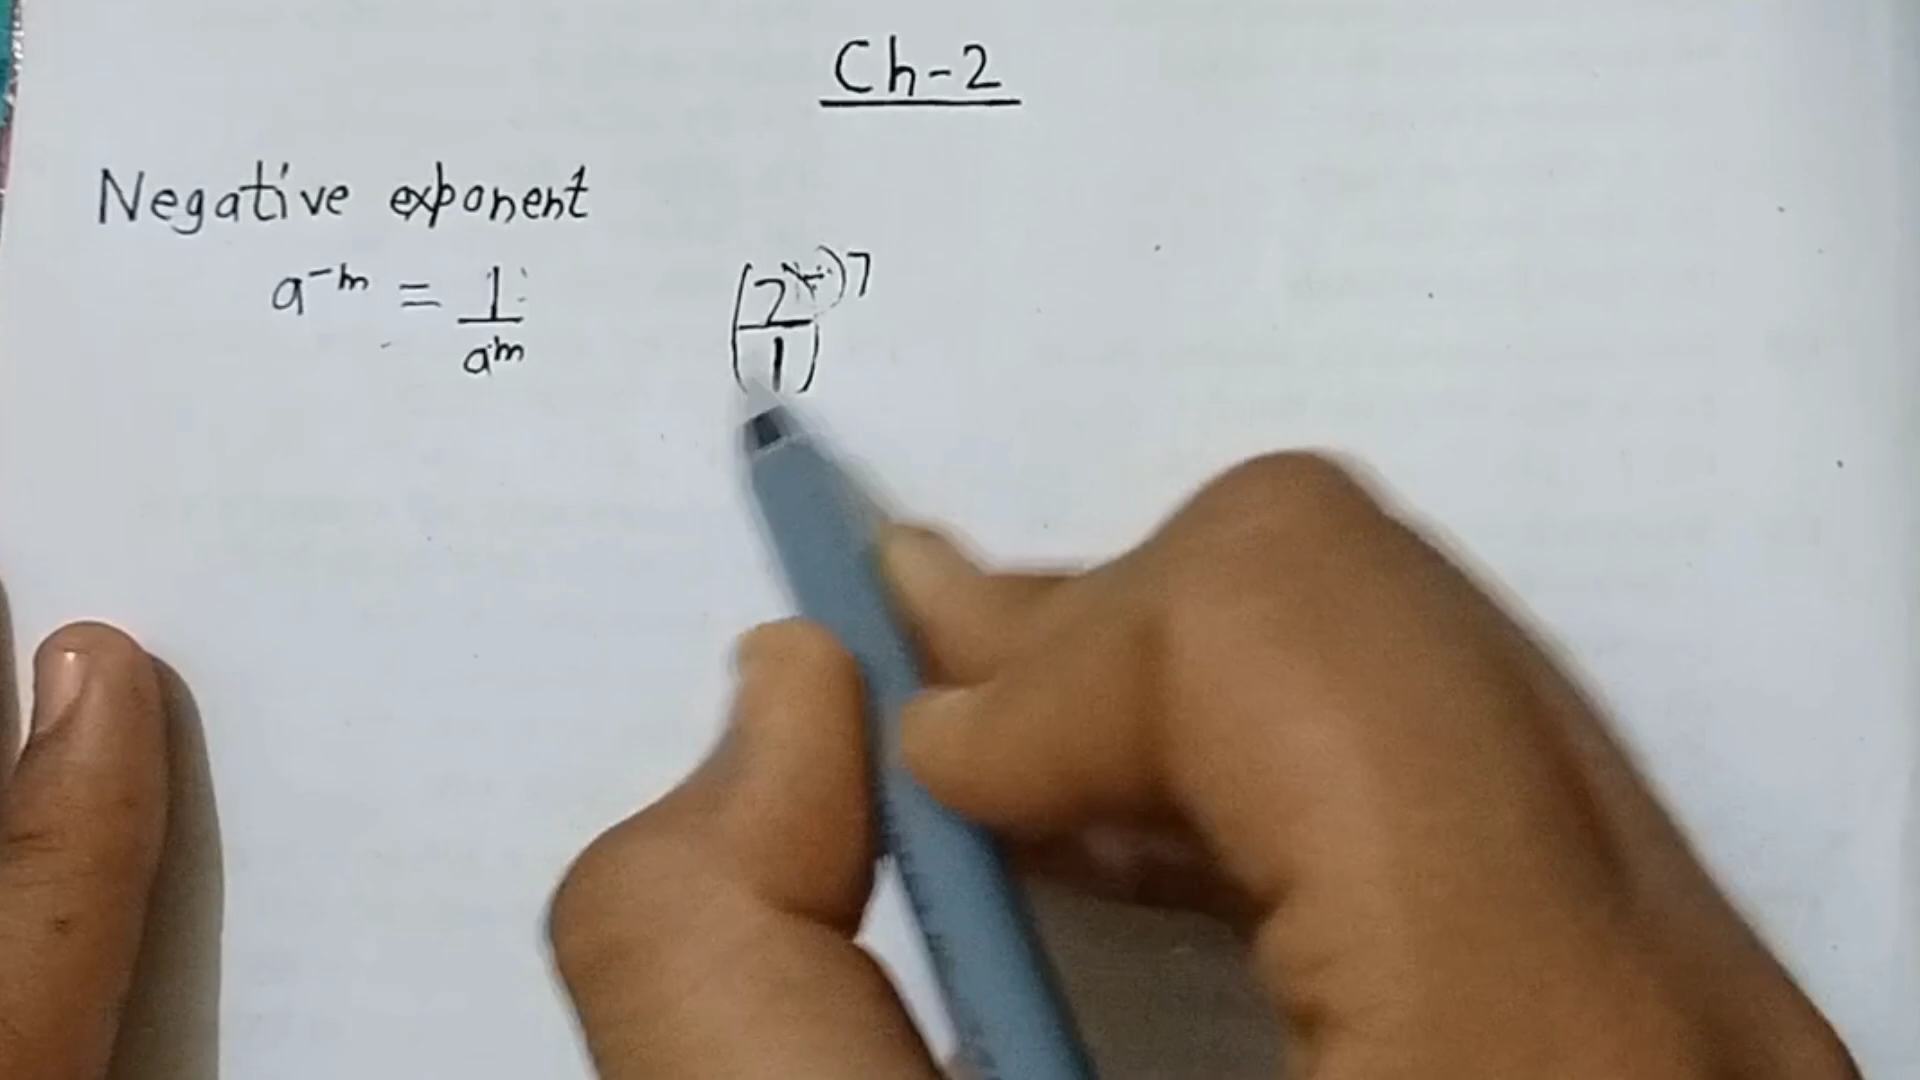 Ch-2
Negative exponent
a⁻ᵐ = 1/aᵐ (2/1)⁷